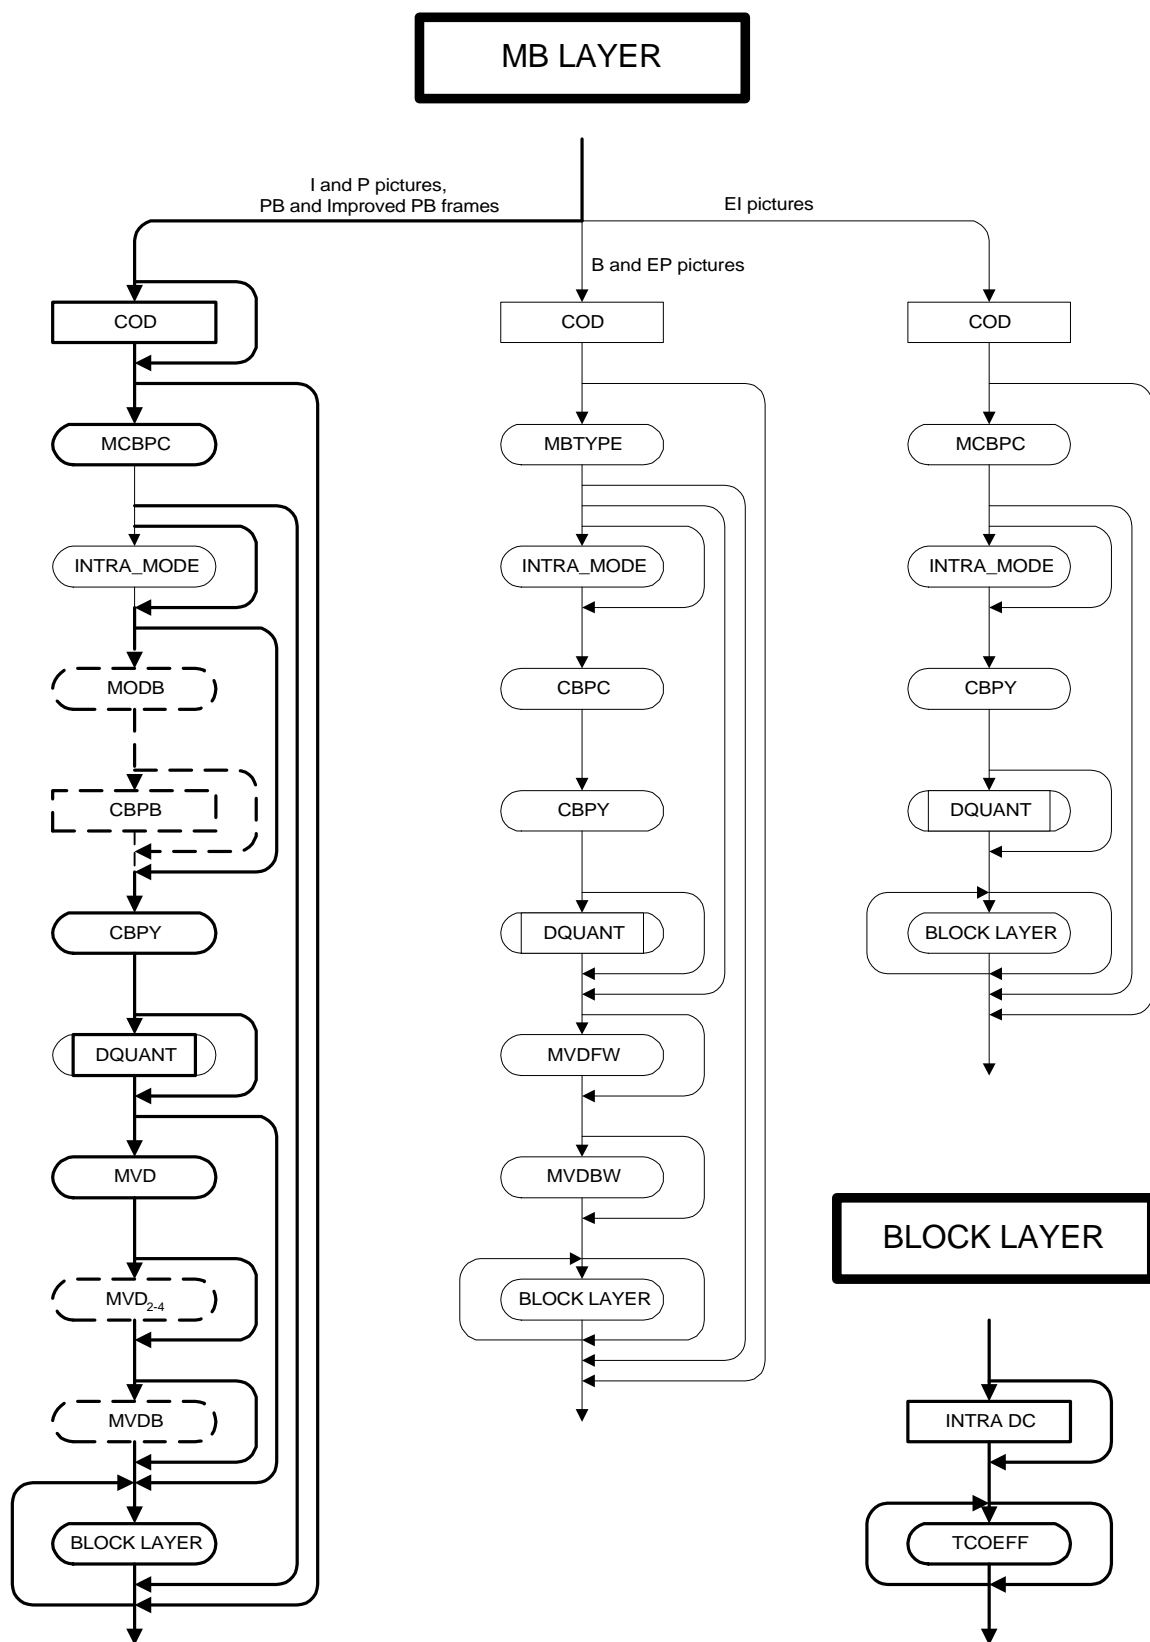 MB LAYER
I and P pictures,
PB and Improved PB frames
EI pictures
B and EP pictures
COD
MCBPC
INTRA_MODE
MODB
CBPB
CBPY
DQUANT
MVD
MVD2-4
MVDB
BLOCK LAYER
COD
MBTYPE
INTRA_MODE
CBPC
CBPY
DQUANT
MVDFW
MVDBW
BLOCK LAYER
COD
MCBPC
INTRA_MODE
CBPY
DQUANT
BLOCK LAYER
BLOCK LAYER
INTRA DC
TCOEFF